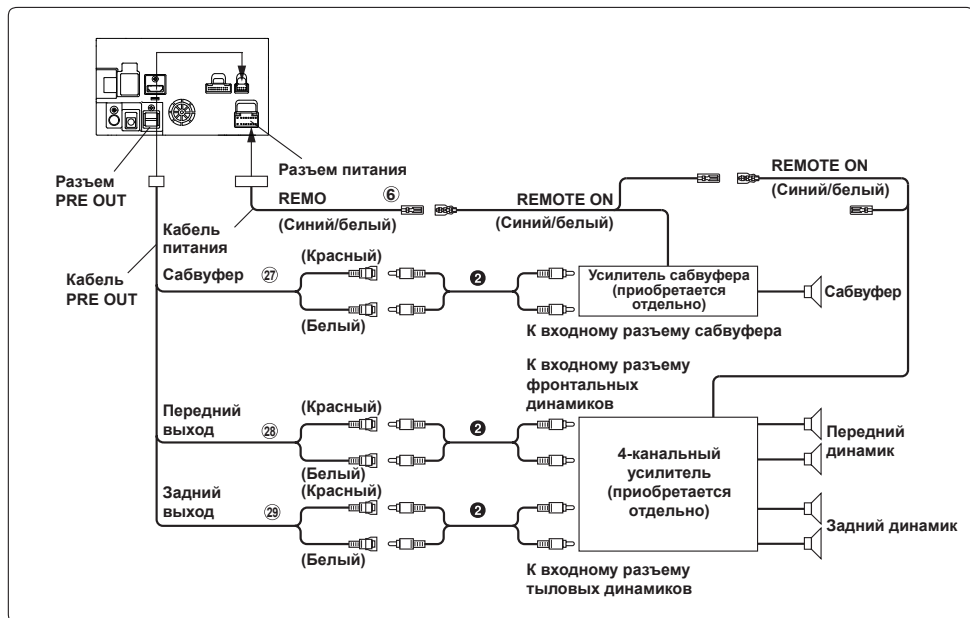 Разъем питания
Разъем
PRE OUT
REMO
⑥
(Синий/белый)
REMOTE ON
(Синий/белый)
REMOTE ON
(Синий/белый)
Кабель
питания
Кабель
PRE OUT
Сабвуфер
㉗
(Красный)
(Белый)
❷
Усилитель сабвуфера
(приобретается
отдельно)
Сабвуфер
К входному разъему сабвуфера
К входному разъему
фронтальных
динамиков
Передний
выход
㉘
(Красный)
(Белый)
❷
4-канальный
усилитель
(приобретается
отдельно)
Передний
динамик
Задний
выход
㉙
(Красный)
(Белый)
❷
Задний динамик
К входному разъему
тыловых динамиков